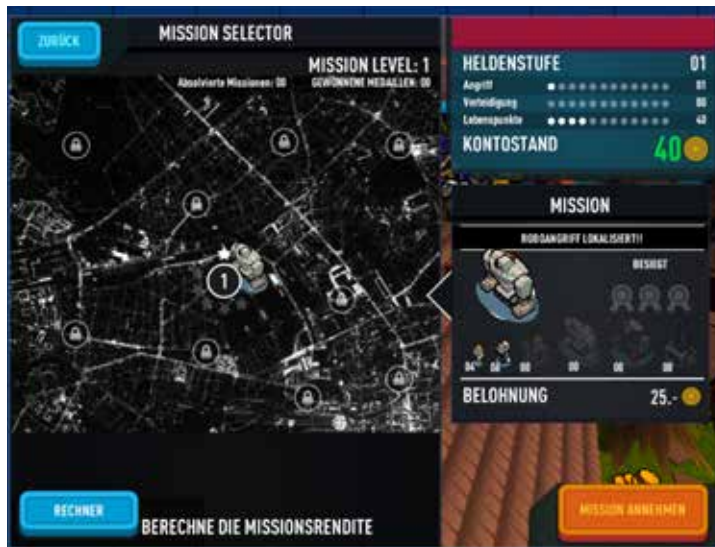 ZURÜCK
MISSION SELECTOR
MISSION LEVEL: 1
Absolvierte Missionen: 00 GEWONNENE MEDAILLEN: 00
1
RECHNER
BERECHNE DIE MISSIONSRENDITE
HELDENSTUFE 01
Angriff 01
Verteidigung 00
Lebenspunkte 40
KONTOSTAND 40
MISSION
ROBOANGRIFF LOKALISIERT!!
BESIEGT
00 00 00 00
BELOHNUNG 25.-
MISSION ANNEHMEN